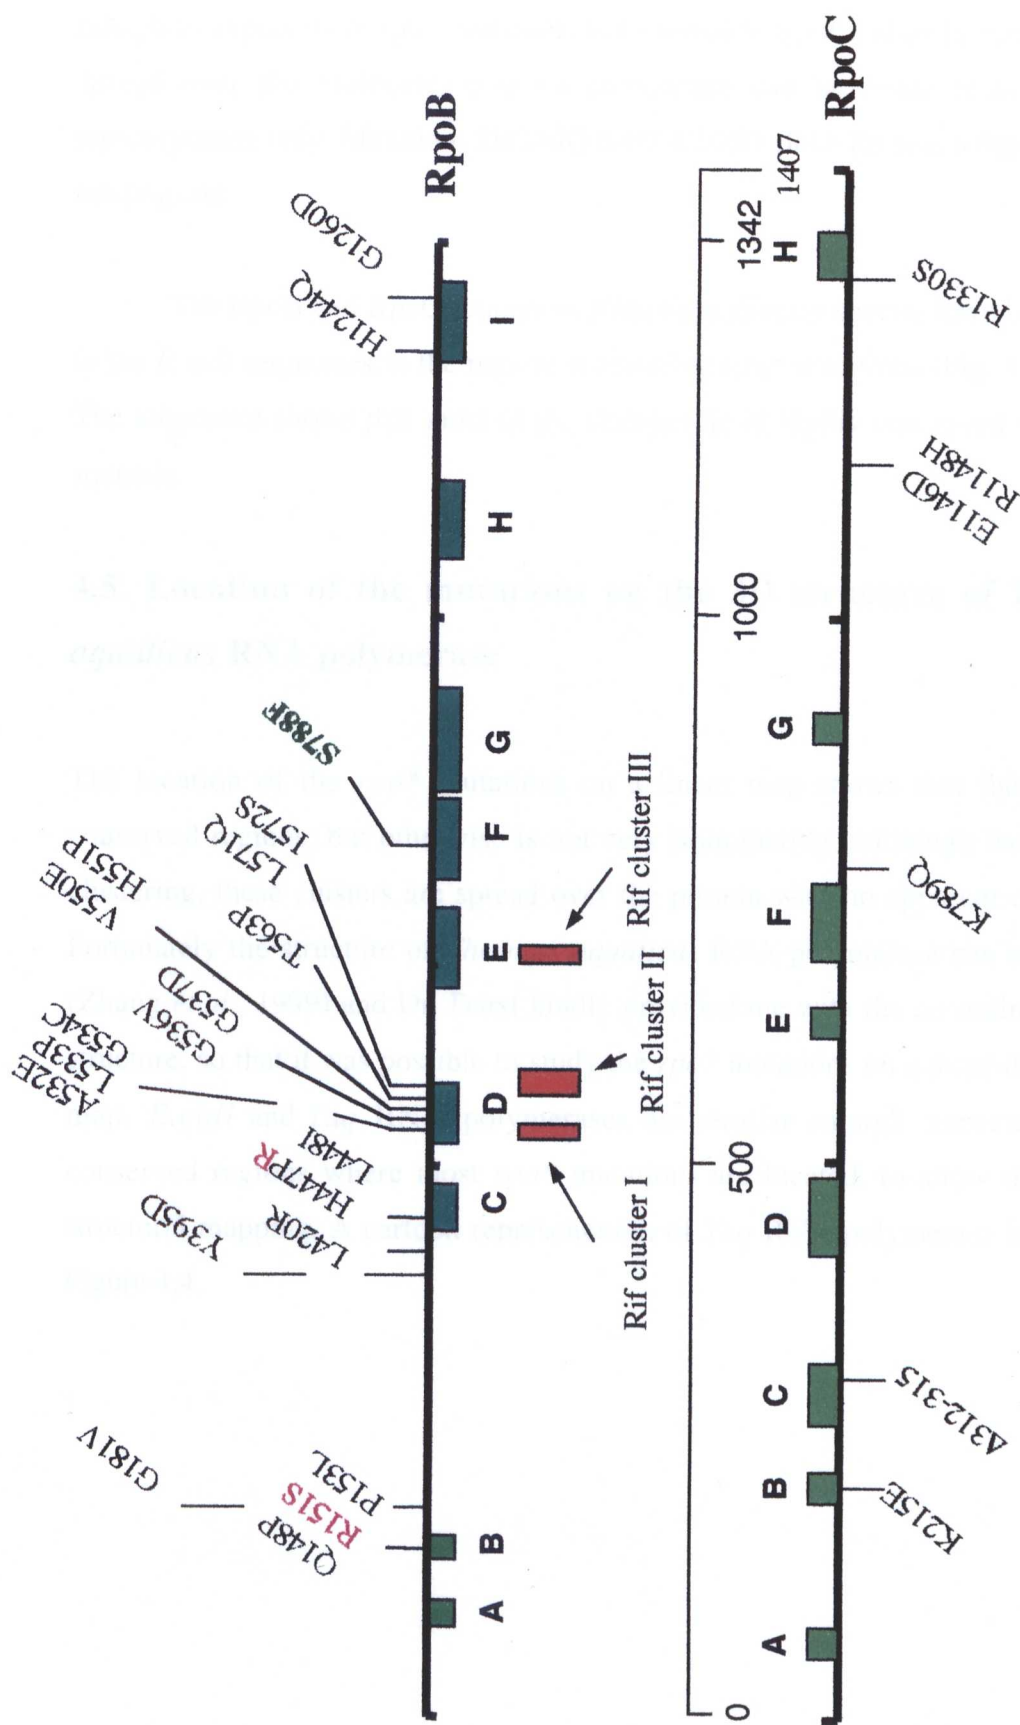 G181V
Q148P
R151S
P153L
Y395D
L420R
H447P
R
A532E
L533P
G534C
G536V
G537D
V550E
H551P
T563P
L571Q
I572S
S788F
H1244Q
G1260D
RpoB
A
B
C
D
E
F
G
H
I
Rif cluster I
Rif cluster II
Rif cluster III
0
500
1000
1342
1407
RpoC
A
B
C
D
E
F
G
H
K215E
Δ312-315
K789Q
E1146D
R1148H
R1330S